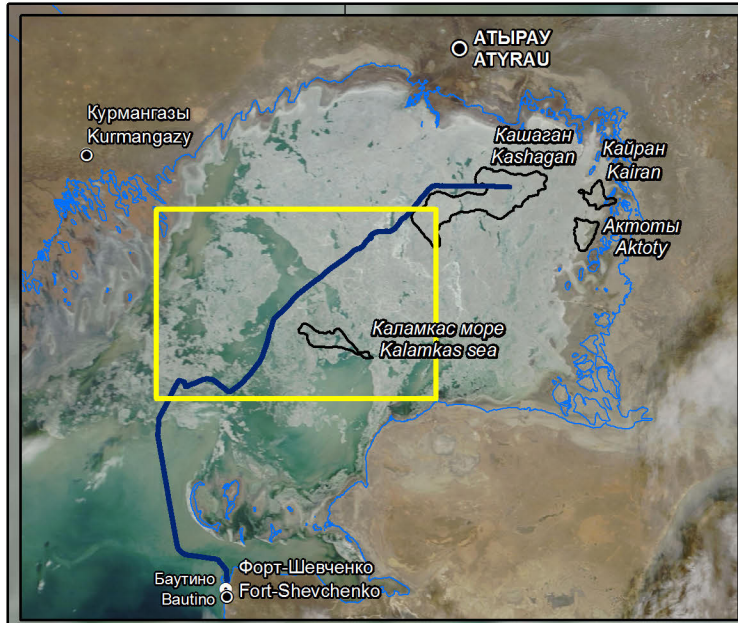 АТЫРАУ
ATYRAU
Курмангазы
Kurmangazy
Кашаган
Kashagan
Кайран
Kairan
Актоты
Aktoty
Каламкас море
Kalamkas sea
Форт-Шевченко
Fort-Shevchenko
Баутино
Bautino